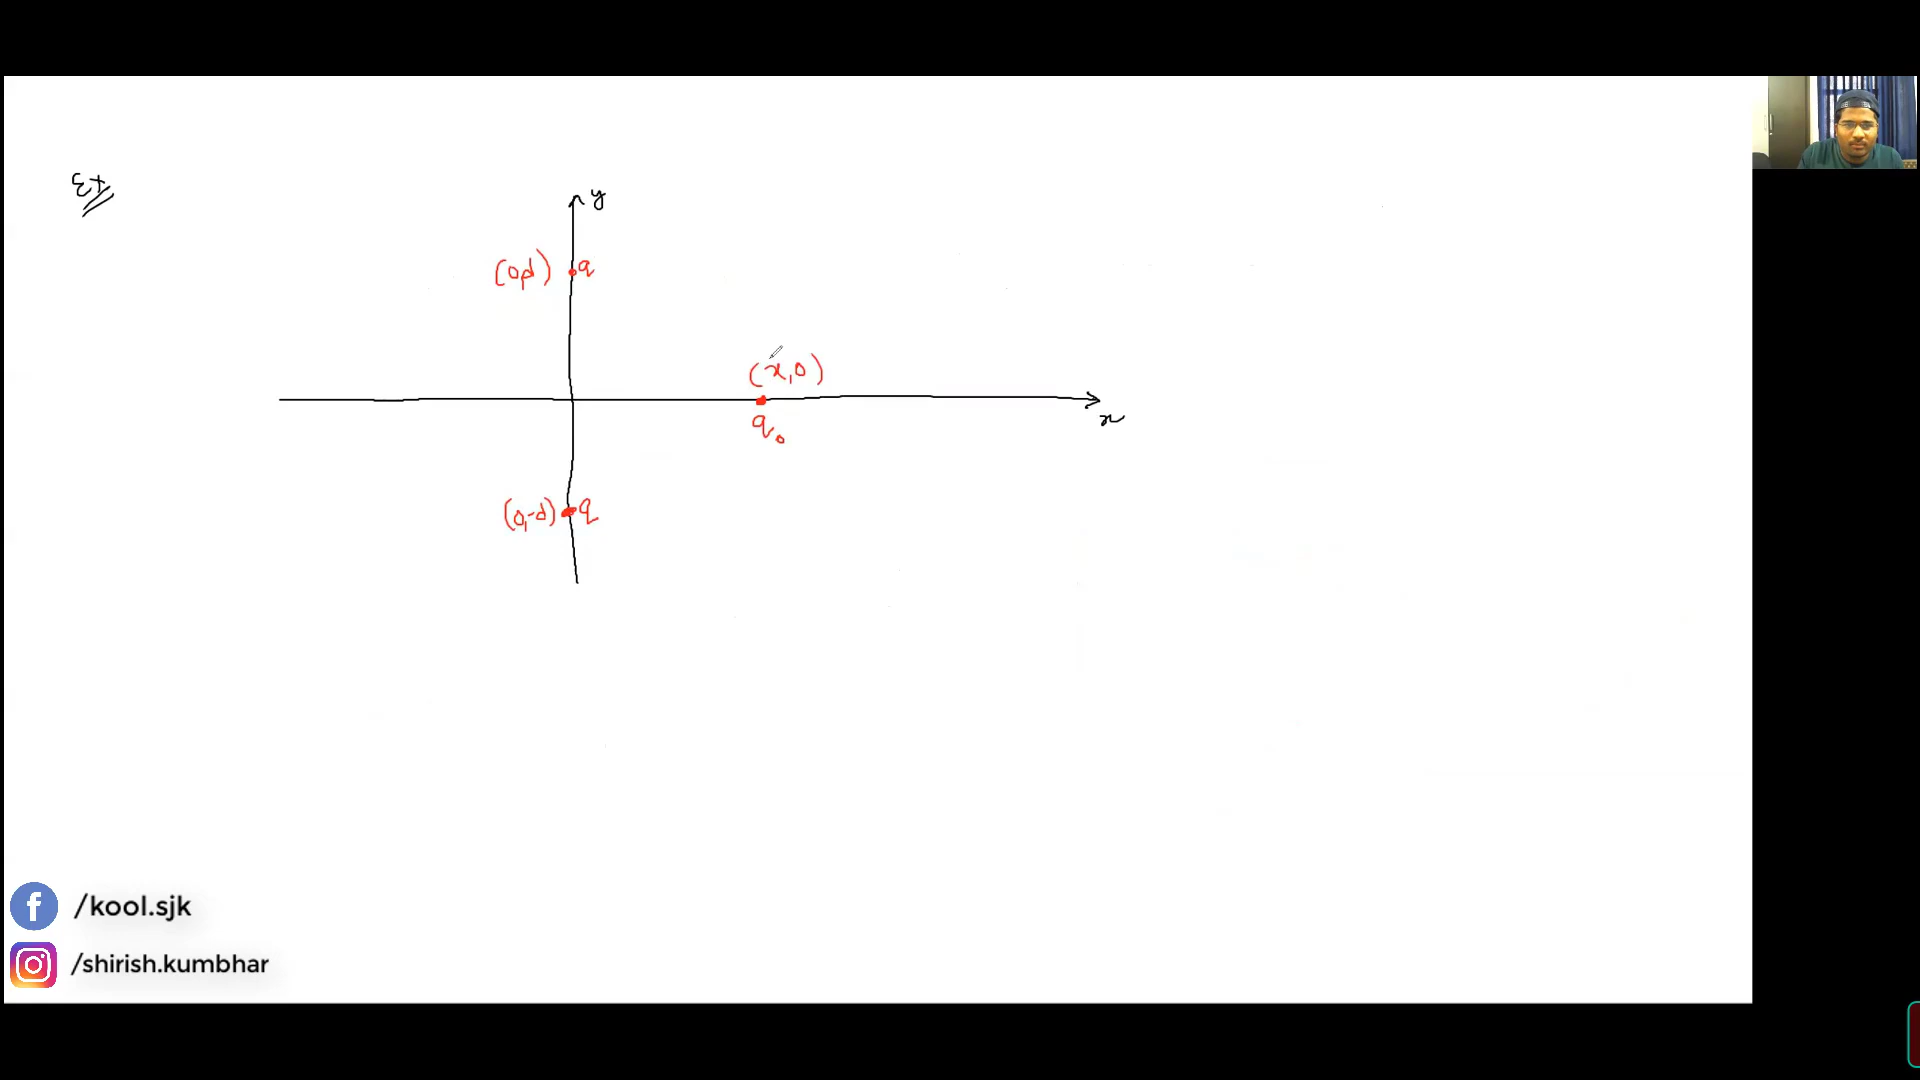 Ex
y
(0,d) q
(x,0)
x
q₀
(0,-d) q
/kool.sjk
/shirish.kumbhar